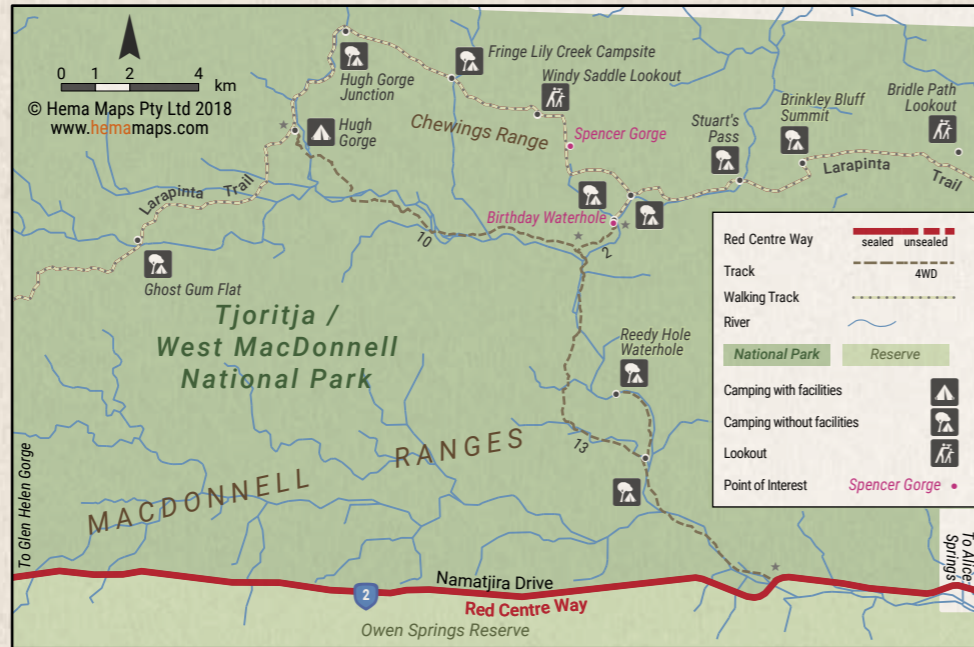 0 1 2 4 km
© Hema Maps Pty Ltd 2018
www.hemamaps.com
Hugh Gorge
Junction
Fringe Lily Creek Campsite
Windy Saddle Lookout
Hugh
Gorge
Chewings Range
Spencer Gorge
Stuart's
Pass
Brinkley Bluff
Summit
Bridle Path
Lookout
Larapinta Trail
Larapinta Trail
Birthday Waterhole
10
2
Ghost Gum Flat
Tjoritja /
West MacDonnell
National Park
Reedy Hole
Waterhole
13
MACDONNELL RANGES
To Glen Helen Gorge
Namatjira Drive
2
Red Centre Way
Owen Springs Reserve
To Alice
Springs
Red Centre Way
sealed unsealed
Track
4WD
Walking Track
River
National Park
Reserve
Camping with facilities
Camping without facilities
Lookout
Point of Interest
Spencer Gorge